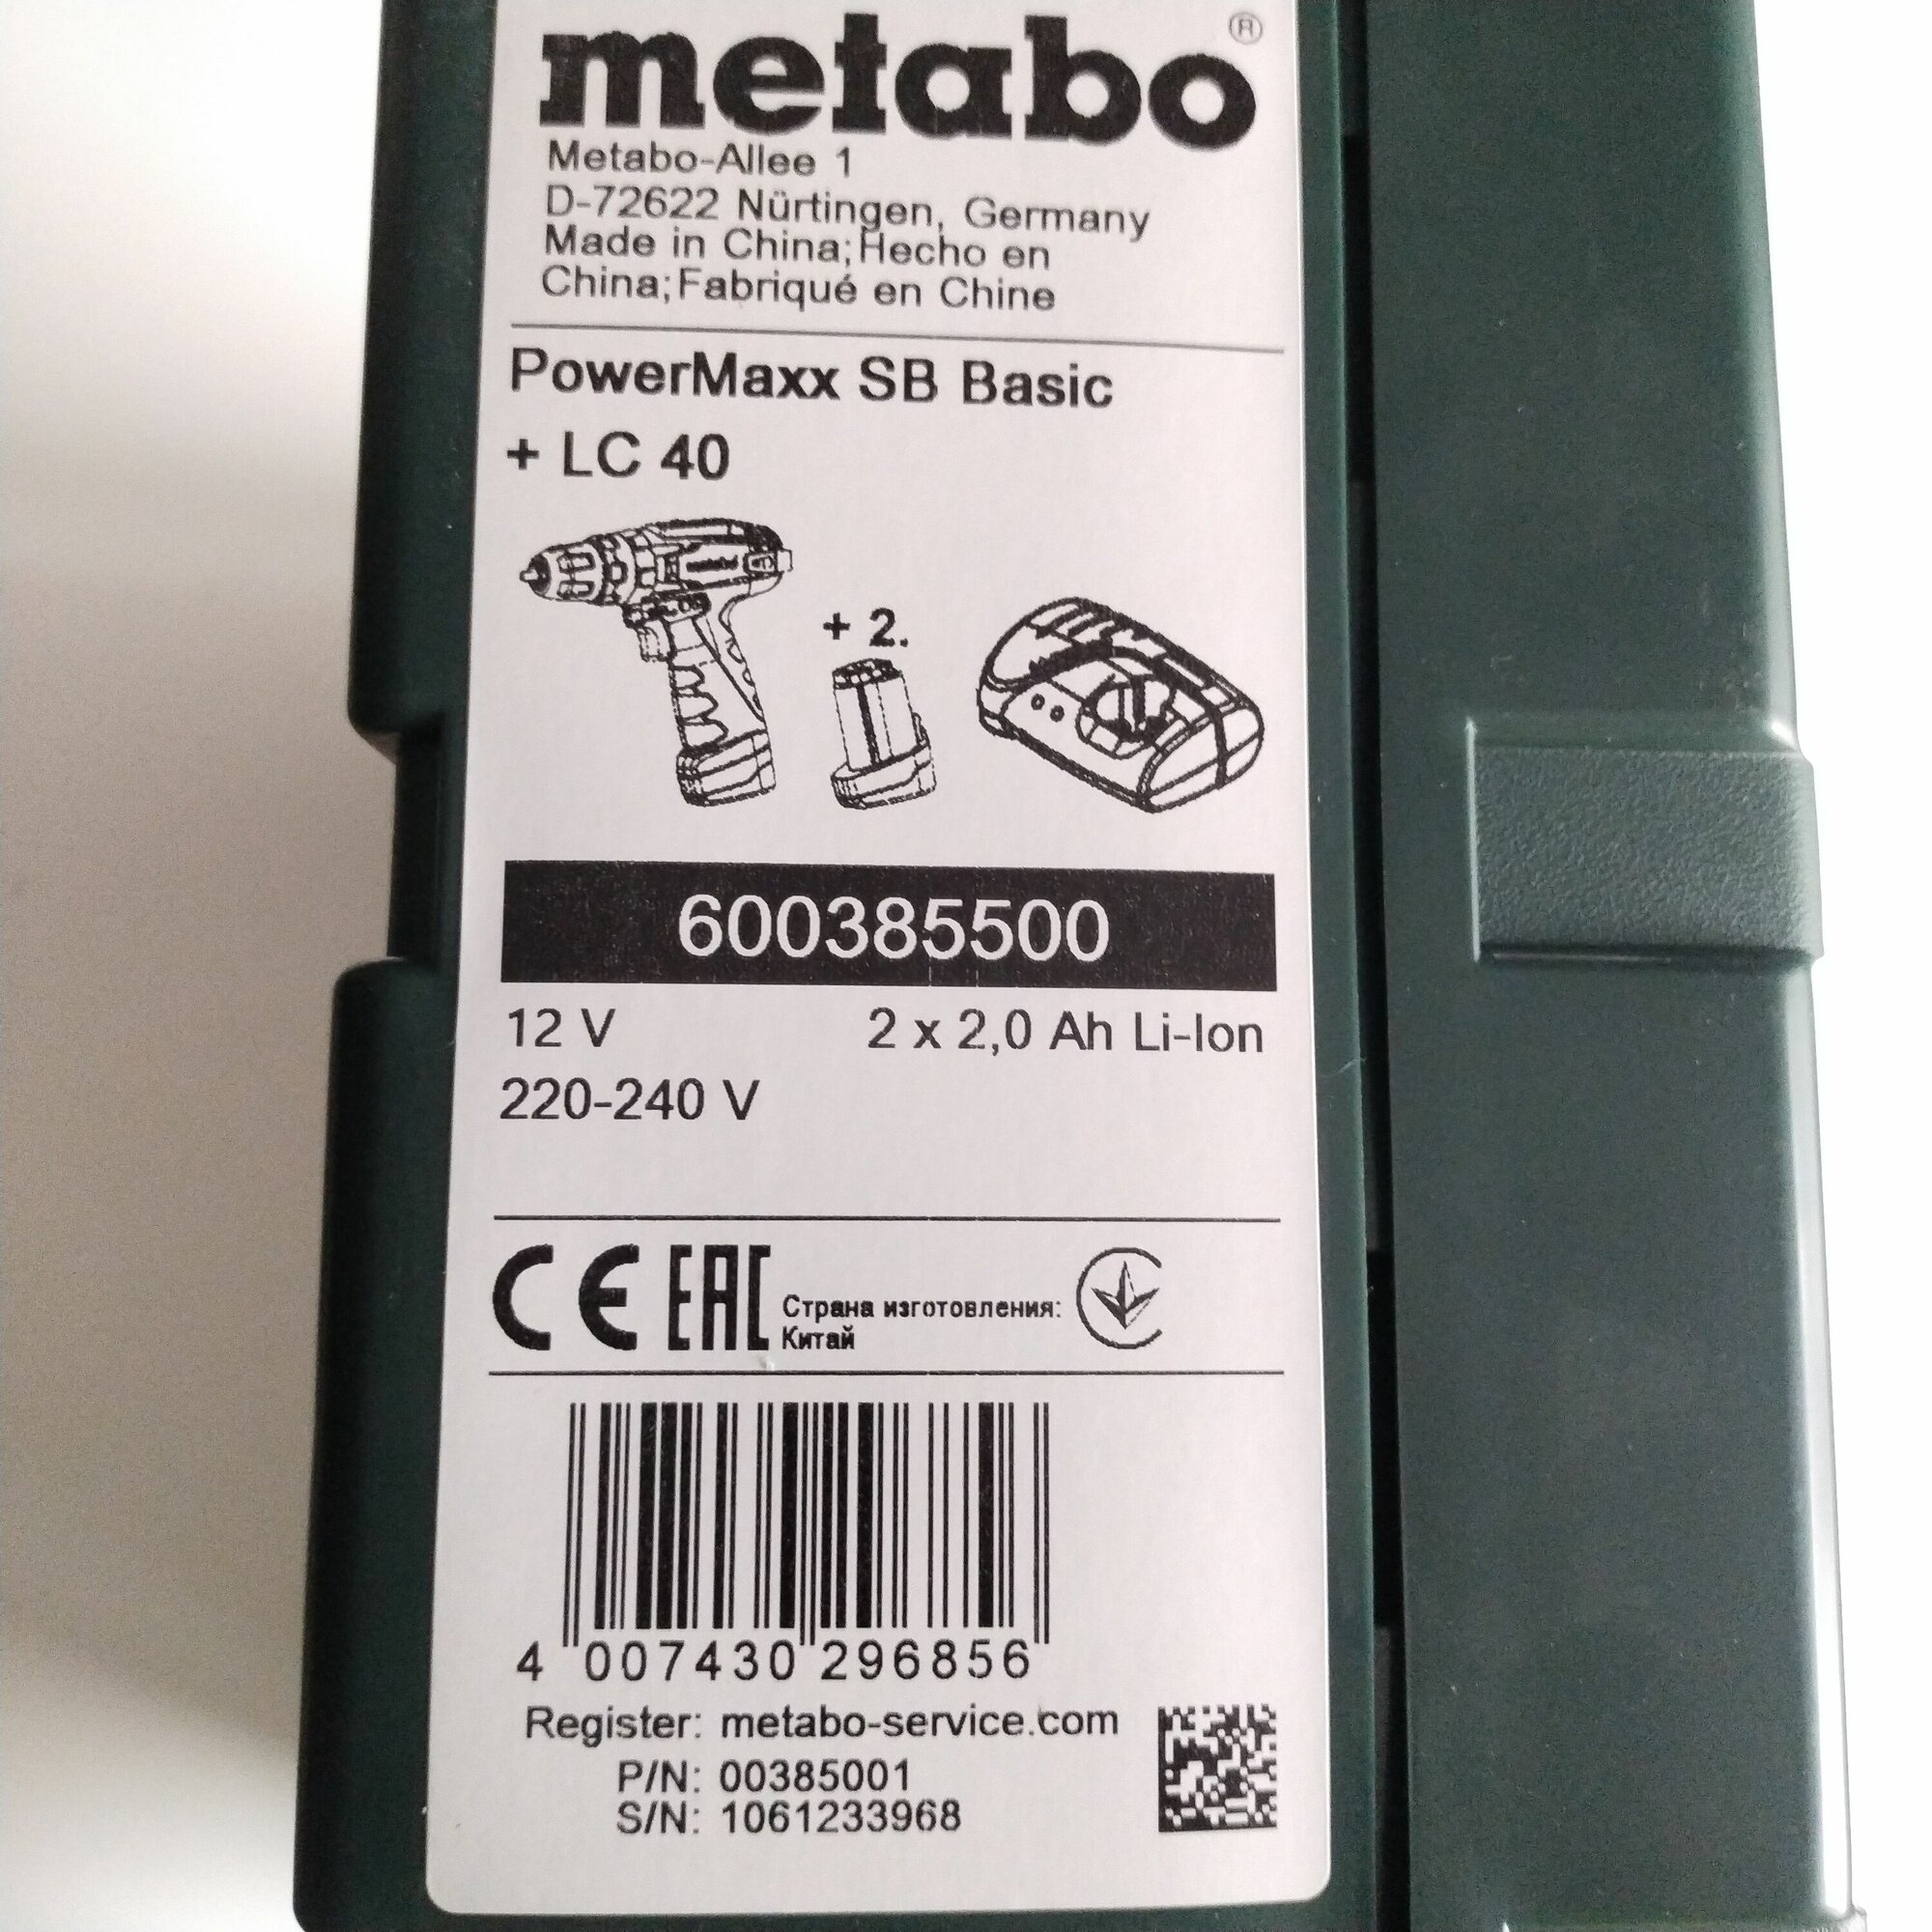 metabo®
Metabo-Allee 1
D-72622 Nürtingen, Germany
Made in China;Hecho en
China;Fabriqué en Chine
PowerMaxx SB Basic
+ LC 40
+ 2.
600385500
12 V 2 x 2,0 Ah Li-Ion
220-240 V
CE EAC Страна изготовления:
Китай
4 007430 296856
Register: metabo-service.com
P/N: 00385001
S/N: 1061233968